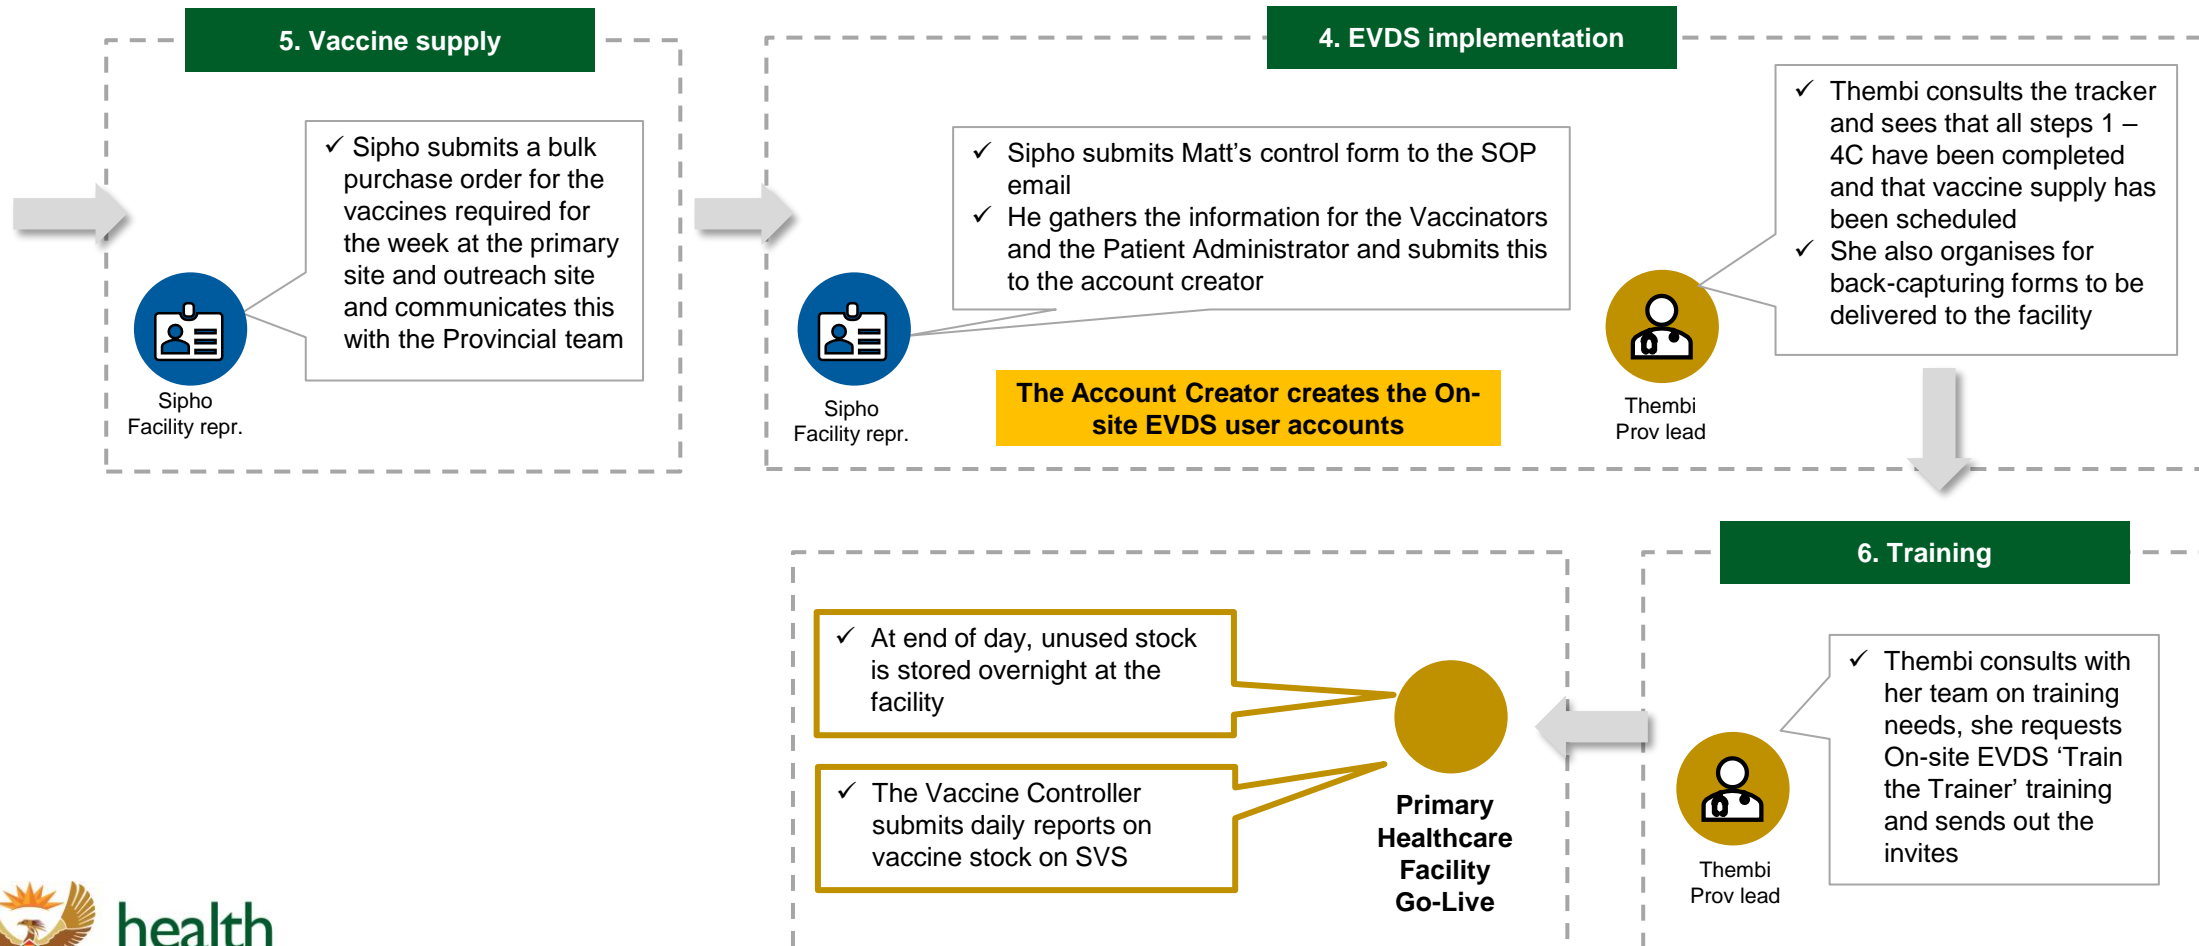 5. Vaccine supply
✓ Sipho submits a bulk
purchase order for the
vaccines required for
the week at the primary
site and outreach site
and communicates this
with the Provincial team
Sipho
Facility repr.
4. EVDS implementation
✓ Sipho submits Matt's control form to the SOP
email
✓ He gathers the information for the Vaccinators
and the Patient Administrator and submits this
to the account creator
Sipho
Facility repr.
The Account Creator creates the On-
site EVDS user accounts
✓ Thembi consults the tracker
and sees that all steps 1 –
4C have been completed
and that vaccine supply has
been scheduled
✓ She also organises for
back-capturing forms to be
delivered to the facility
Thembi
Prov lead
6. Training
✓ Thembi consults with
her team on training
needs, she requests
On-site EVDS ‘Train
the Trainer’ training
and sends out the
invites
Thembi
Prov lead
✓ At end of day, unused stock
is stored overnight at the
facility
✓ The Vaccine Controller
submits daily reports on
vaccine stock on SVS
Primary
Healthcare
Facility
Go-Live
health